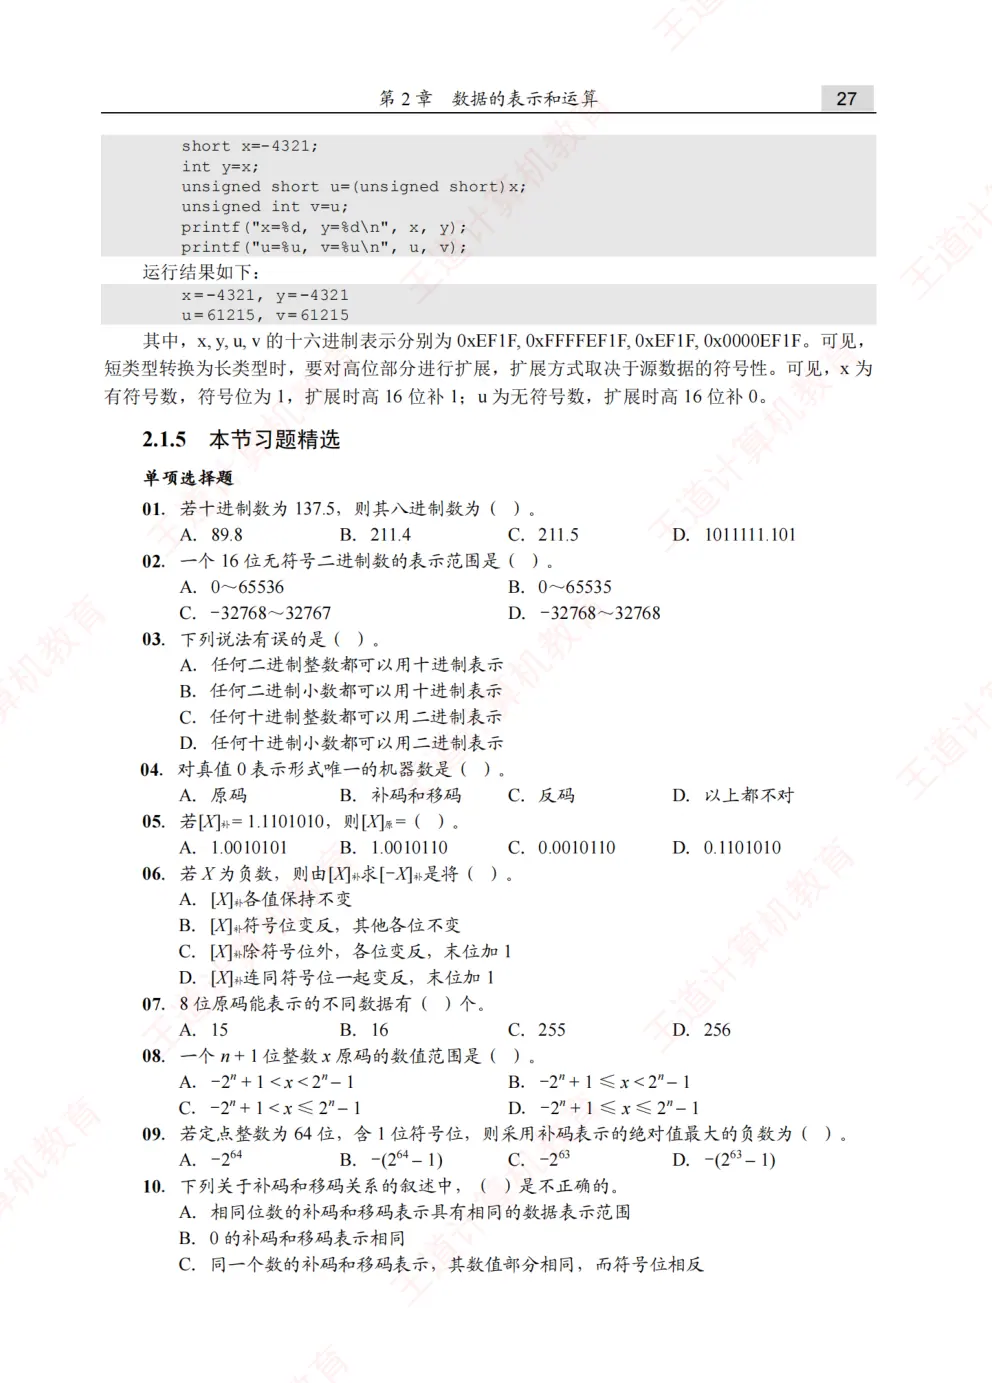 第 2 章 数据的表示和运算 27
short x=-4321;
int y=x;
unsigned short u=(unsigned short)x;
unsigned int v=u;
printf("x=%d, y=%d\n", x, y);
printf("u=%u, v=%u\n", u, v);
运行结果如下：
x=-4321, y=-4321
u=61215, v=61215
其中，x, y, u, v 的十六进制表示分别为 0xEF1F, 0xFFFFEF1F, 0xEF1F, 0x0000EF1F。可见，
短类型转换为长类型时，要对高位部分进行扩展，扩展方式取决于源数据的符号性。可见，x 为
有符号数，符号位为 1，扩展时高 16 位补 1；u 为无符号数，扩展时高 16 位补 0。
2.1.5 本节习题精选
单项选择题
01. 若十进制数为 137.5，则其八进制数为（ ）。
A. 89.8 B. 211.4 C. 211.5 D. 1011111.101
02. 一个 16 位无符号二进制数的表示范围是（ ）。
A. 0～65536 B. 0～65535
C. -32768～32767 D. -32768～32768
03. 下列说法有误的是（ ）。
A. 任何二进制整数都可以用十进制表示
B. 任何二进制小数都可以用十进制表示
C. 任何十进制整数都可以用二进制表示
D. 任何十进制小数都可以用二进制表示
04. 对真值 0 表示形式唯一的机器数是（ ）。
A. 原码 B. 补码和移码 C. 反码 D. 以上都不对
05. 若[X]补 = 1.1101010，则[X]原 =（ ）。
A. 1.0010101 B. 1.0010110 C. 0.0010110 D. 0.1101010
06. 若 X 为负数，则由[X]补求[-X]补是将（ ）。
A. [X]补各值保持不变
B. [X]补符号位变反，其他各位不变
C. [X]补除符号位外，各位变反，末位加 1
D. [X]补连同符号位一起变反，末位加 1
07. 8 位原码能表示的不同数据有（ ）个。
A. 15 B. 16 C. 255 D. 256
08. 一个 n + 1 位整数 x 原码的数值范围是（ ）。
A. -2ⁿ + 1 < x < 2ⁿ – 1 B. -2ⁿ + 1 ≤ x < 2ⁿ – 1
C. -2ⁿ + 1 < x ≤ 2ⁿ – 1 D. -2ⁿ + 1 ≤ x ≤ 2ⁿ – 1
09. 若定点整数为 64 位，含 1 位符号位，则采用补码表示的绝对值最大的负数为（ ）。
A. -2⁶⁴ B. -(2⁶⁴ – 1) C. -2⁶³ D. -(2⁶³ – 1)
10. 下列关于补码和移码关系的叙述中，（ ）是不正确的。
A. 相同位数的补码和移码表示具有相同的数据表示范围
B. 0 的补码和移码表示相同
C. 同一个数的补码和移码表示，其数值部分相同，而符号位相反
王道计算机教育